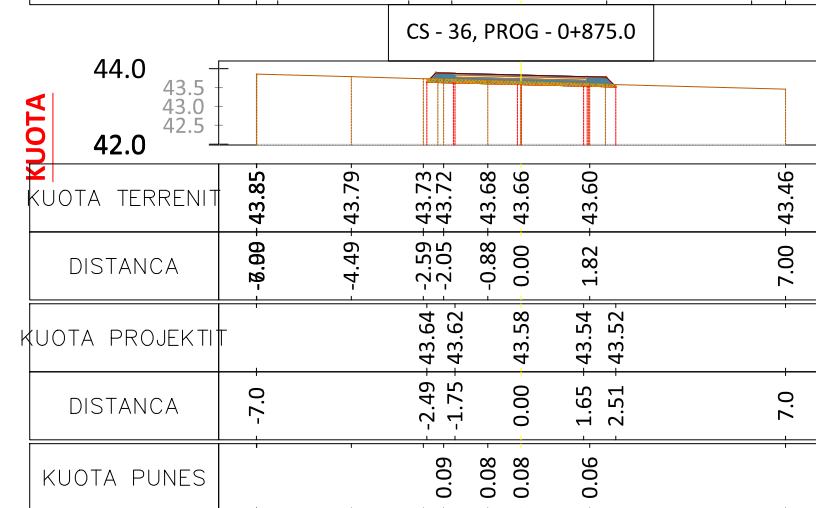 CS - 36, PROG - 0+875.0
KUOTA
44.0
43.5
43.0
42.5
42.0
KUOTA TERRENIT 43.85 43.79 43.73 43.72 43.68 43.66 43.60 43.46
DISTANCA -4.49 -2.59 -2.05 -0.88 0.00 1.82 7.00
KUOTA PROJEKTIT 43.64 43.62 43.58 43.54 43.52
DISTANCA -7.0 -2.49 -1.75 0.00 1.65 2.51 7.0
KUOTA PUNES 0.09 0.08 0.08 0.06